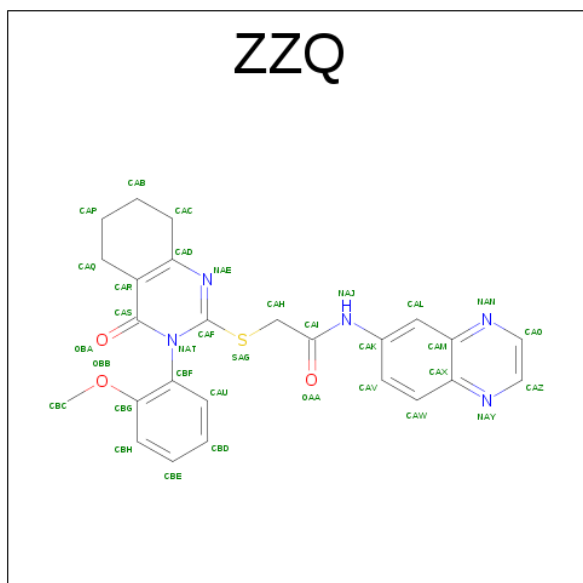 ZZQ
CAB
CAP
CAC
CAQ
CAD
NAE
CAR
CAS
CAH
NAJ
H
N
CAL
NAN
N
N
CAF
CAI
CAO
O
OBA
N
NAT
S
SAG
CAK
CAM
OBB
CBF
O
OAA
CAV
CAX
CAZ
O
CBC
CBG
CAU
CAW
N
NAY
CBH
CBD
CBE